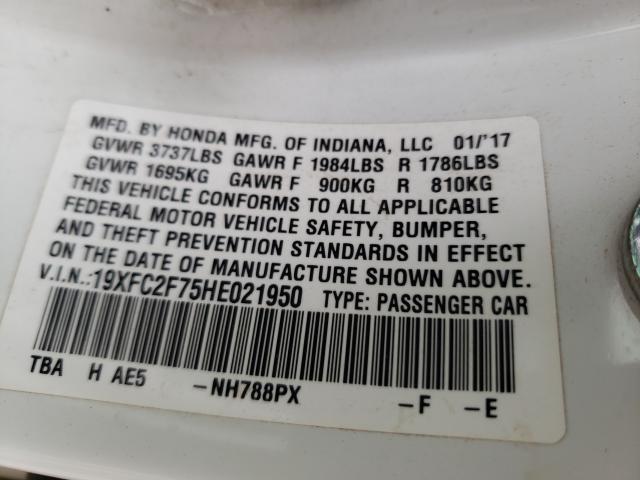 MFD. BY HONDA MFG. OF INDIANA, LLC 01/'17
GVWR 3737LBS GAWR F 1984LBS R 1786LBS
GVWR 1695KG GAWR F 900KG R 810KG
THIS VEHICLE CONFORMS TO ALL APPLICABLE
FEDERAL MOTOR VEHICLE SAFETY, BUMPER,
AND THEFT PREVENTION STANDARDS IN EFFECT
ON THE DATE OF MANUFACTURE SHOWN ABOVE.
V.I.N.:19XFC2F75HE021950 TYPE: PASSENGER CAR
TBA H AE5 -NH788PX -F -E